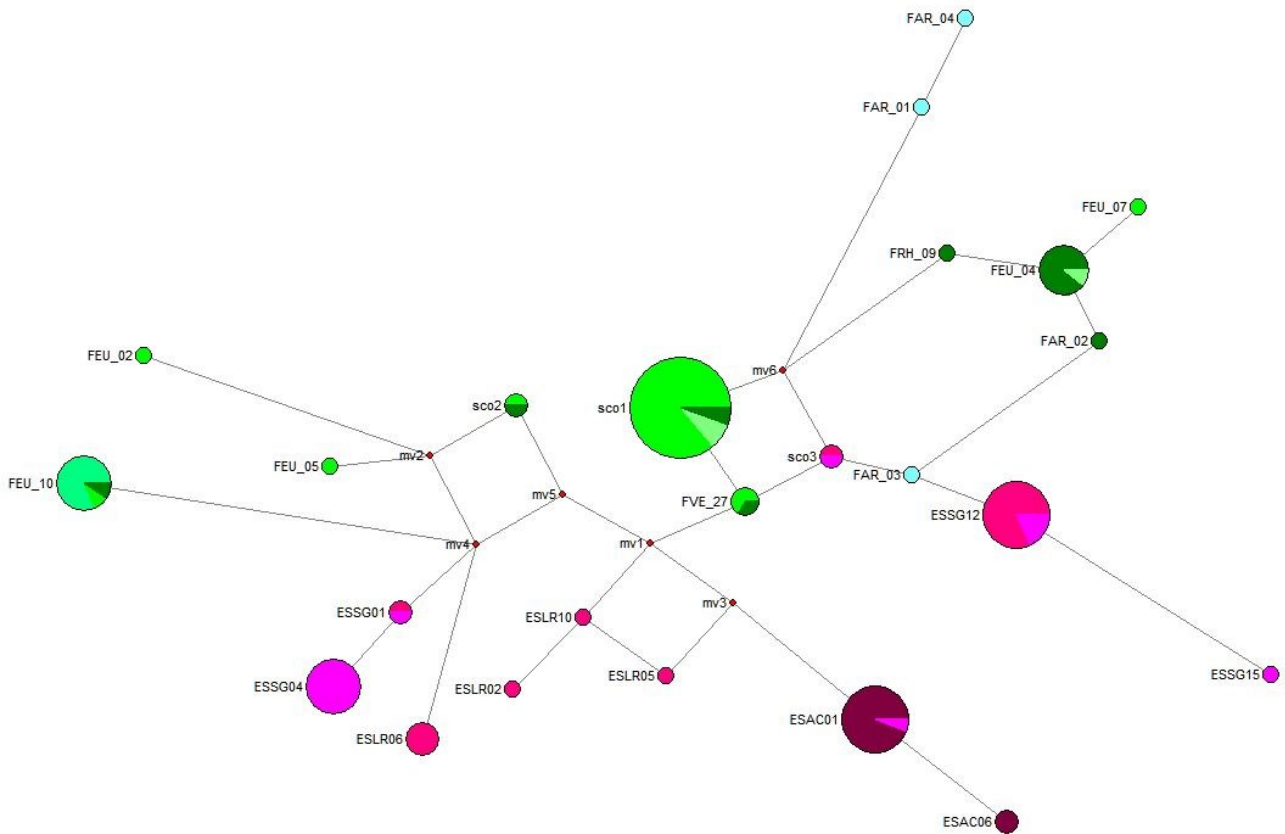 FAR_04
FAR_01
FEU_07
FRH_09
FEU_04
FAR_02
FEU_02
mv6
sco2
sco1
mv2
sco3
FEU_05
FAR_03
FEU_10
mv5
FVE_27
ESSG12
mv4
mv1
mv3
ESSG01
ESLR10
ESLR05
ESSG15
ESSG04
ESLR02
ESAC01
ESLR06
ESAC06